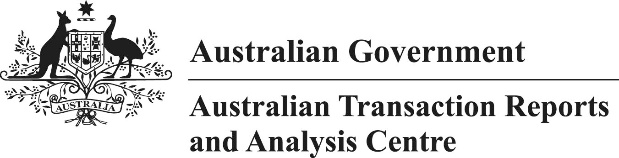 Australian Government
AUSTRALIA
Australian Transaction Reports
and Analysis Centre